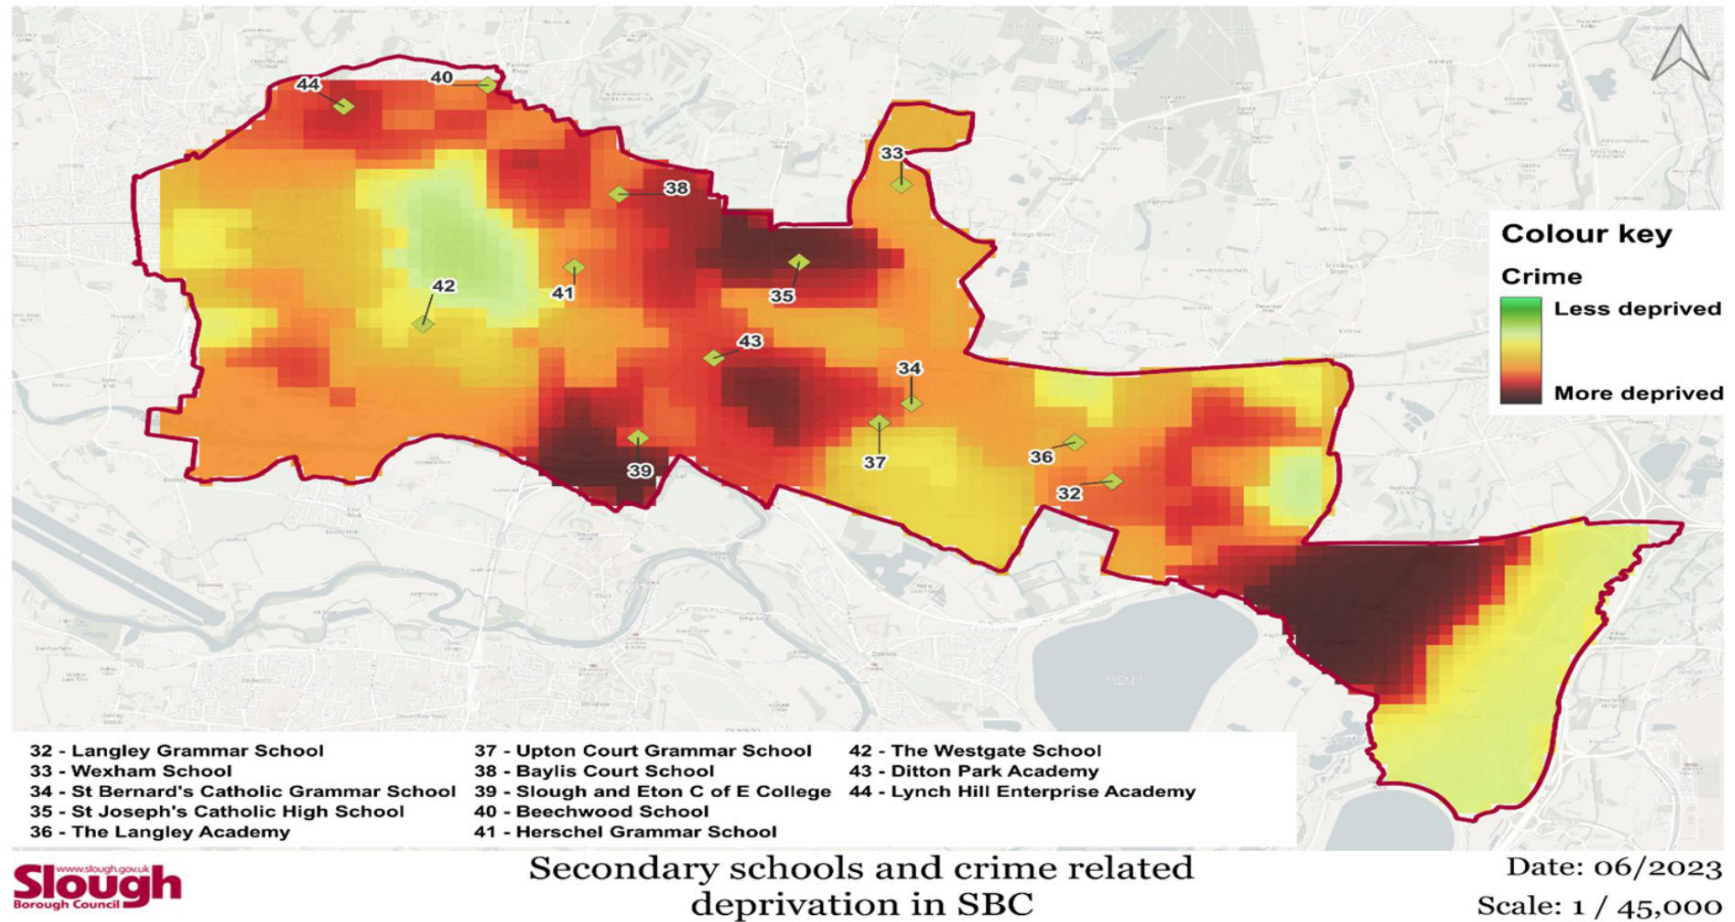 44
40
33
38
42
41
35
43
34
37
36
32
39
Colour key
Crime
Less deprived
More deprived
32 - Langley Grammar School
33 - Wexham School
34 - St Bernard's Catholic Grammar School
35 - St Joseph's Catholic High School
36 - The Langley Academy
37 - Upton Court Grammar School
38 - Baylis Court School
39 - Slough and Eton C of E College
40 - Beechwood School
41 - Herschel Grammar School
42 - The Westgate School
43 - Ditton Park Academy
44 - Lynch Hill Enterprise Academy
www.slough.gov.uk
Slough
Borough Council
Secondary schools and crime related
deprivation in SBC
Date: 06/2023
Scale: 1 / 45,000